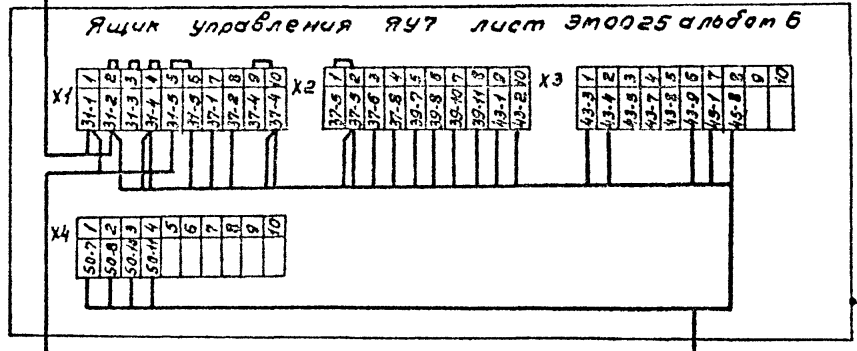 Ящик управления ЯУ7 лист ЭМ0025 альбом 6
X1 1 2 3 4 5 6 7 8 9 10
31-1 31-2 31-3 31-4 31-5 31-5 37-1 37-2 37-4 37-4
X2 1 2 3 4 5 6 7 8 9 10
37-5 37-5 37-6 37-8 39-7 39-8 39-10 39-11 43-1 43-2
X3 1 2 3 4 5 6 7 8 9 10
43-3 43-4 43-5 43-7 43-8 43-9 45-1 45-8
X4 1 2 3 4 5 6 7 8 9 10
50-7 50-8 50-10 50-11